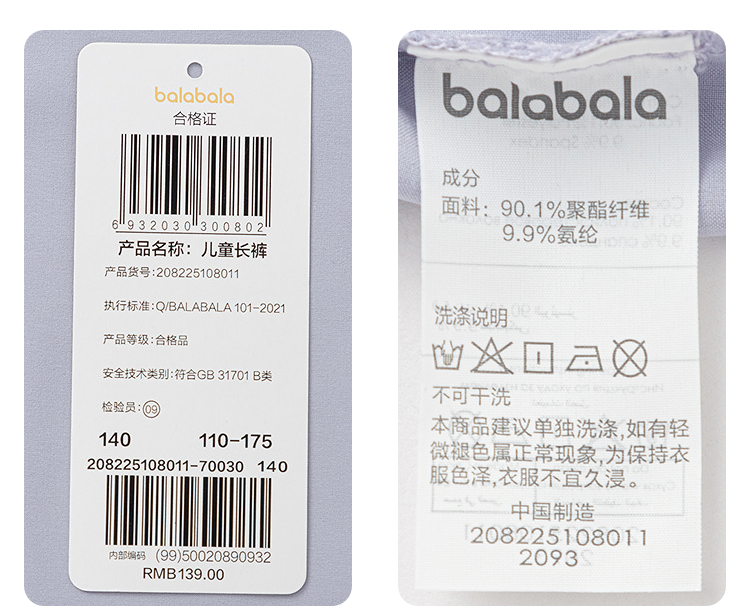 balabala
合格证
6 932030 300802
产品名称：儿童长裤
产品货号:208225108011
执行标准:Q/BALABALA 101-2021
产品等级:合格品
安全技术类别:符合GB 31701 B类
检验员:09
140 110-175
208225108011-70030 140
内部编码 (99)50020890932
RMB139.00
balabala
成分
面料：90.1%聚酯纤维
9.9%氨纶
洗涤说明
不可干洗
本商品建议单独洗涤,如有轻
微褪色属正常现象,为保持衣
服色泽,衣服不宜久浸。
中国制造
208225108011
2093